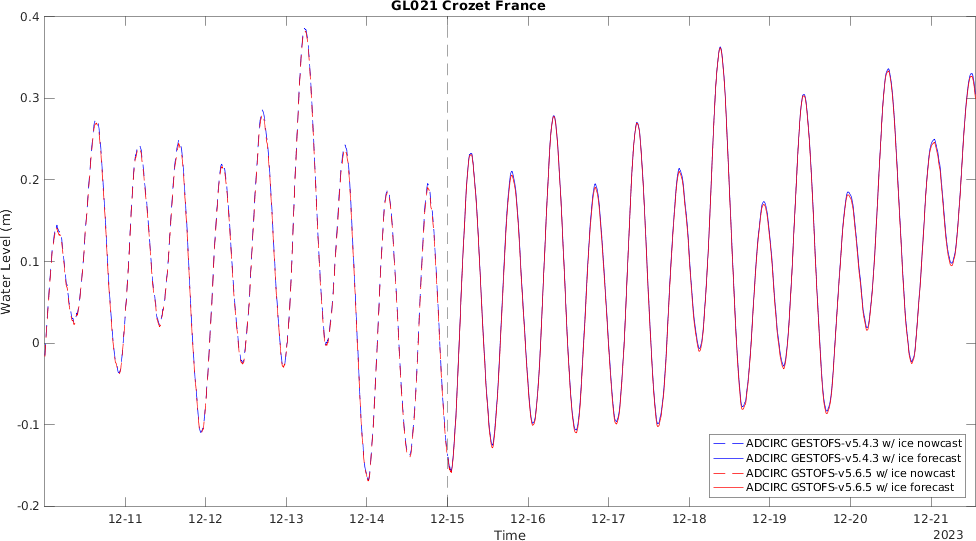 GL021 Crozet France
Water Level (m)
0.4
0.3
0.2
0.1
0
-0.1
-0.2
12-11
12-12
12-13
12-14
12-15
12-16
12-17
12-18
12-19
12-20
12-21
Time
2023
ADCIRC GESTOFS-v5.4.3 w/ ice nowcast
ADCIRC GESTOFS-v5.4.3 w/ ice forecast
ADCIRC GSTOFS-v5.6.5 w/ ice nowcast
ADCIRC GSTOFS-v5.6.5 w/ ice forecast